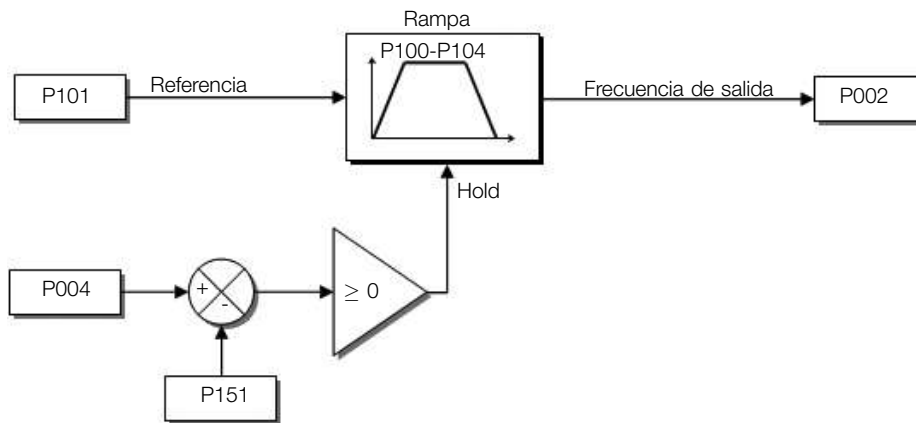 Rampa
P100-P104
P101
Referencia
Frecuencia de salida
P002
Hold
P004
+
-
≥ 0
P151